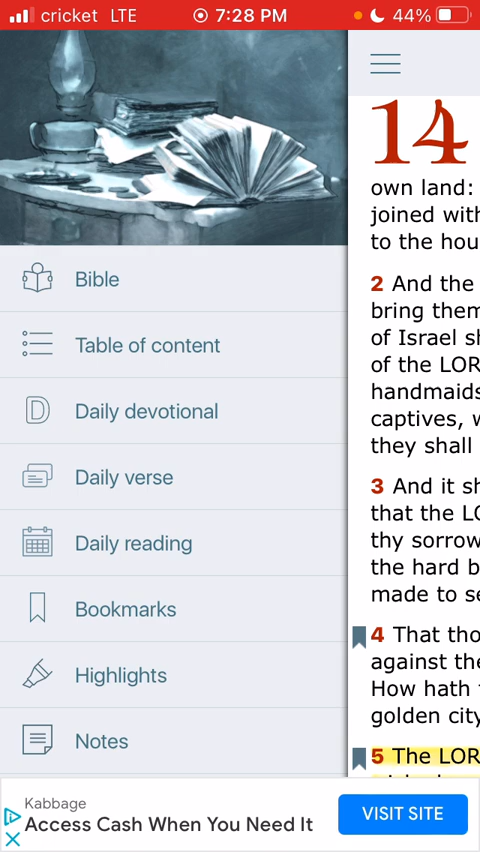 cricket LTE 7:28 PM 44%
Bible
Table of content
Daily devotional
Daily verse
Daily reading
Bookmarks
Highlights
Notes
14
own land:
joined with
to the hou
2 And the
bring them
of Israel sh
of the LOR
handmaids
captives, w
they shall
3 And it sh
that the LO
thy sorrow
the hard b
made to se
4 That tho
against the
How hath t
golden city
5 The LOR
Kabbage
Access Cash When You Need It
VISIT SITE